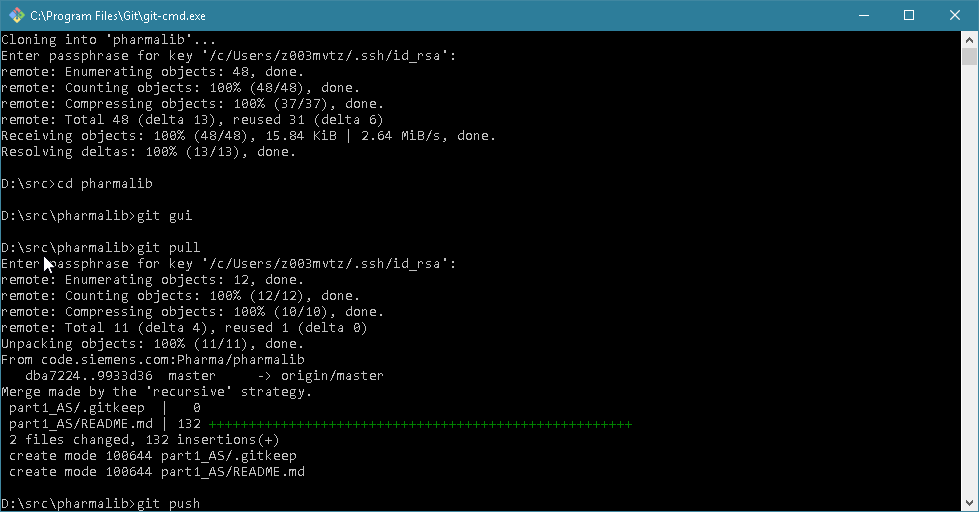 C:\Program Files\Git\git-cmd.exe
Cloning into 'pharmalib'...
Enter passphrase for key '/c/Users/z003mvtz/.ssh/id_rsa':
remote: Enumerating objects: 48, done.
remote: Counting objects: 100% (48/48), done.
remote: Compressing objects: 100% (37/37), done.
remote: Total 48 (delta 13), reused 31 (delta 6)
Receiving objects: 100% (48/48), 15.84 KiB | 2.64 MiB/s, done.
Resolving deltas: 100% (13/13), done.
D:\src>cd pharmalib
D:\src\pharmalib>git gui
D:\src\pharmalib>git pull
Enter passphrase for key '/c/Users/z003mvtz/.ssh/id_rsa':
remote: Enumerating objects: 12, done.
remote: Counting objects: 100% (12/12), done.
remote: Compressing objects: 100% (10/10), done.
remote: Total 11 (delta 4), reused 1 (delta 0)
Unpacking objects: 100% (11/11), done.
From code.siemens.com:Pharma/pharmalib
   dba7224..9933d36  master     -> origin/master
Merge made by the 'recursive' strategy.
 part1_AS/.gitkeep  |   0
 part1_AS/README.md | 132 +++++++++++++++++++++++++++++++++++++++++++++++++++++
 2 files changed, 132 insertions(+)
 create mode 100644 part1_AS/.gitkeep
 create mode 100644 part1_AS/README.md
D:\src\pharmalib>git push